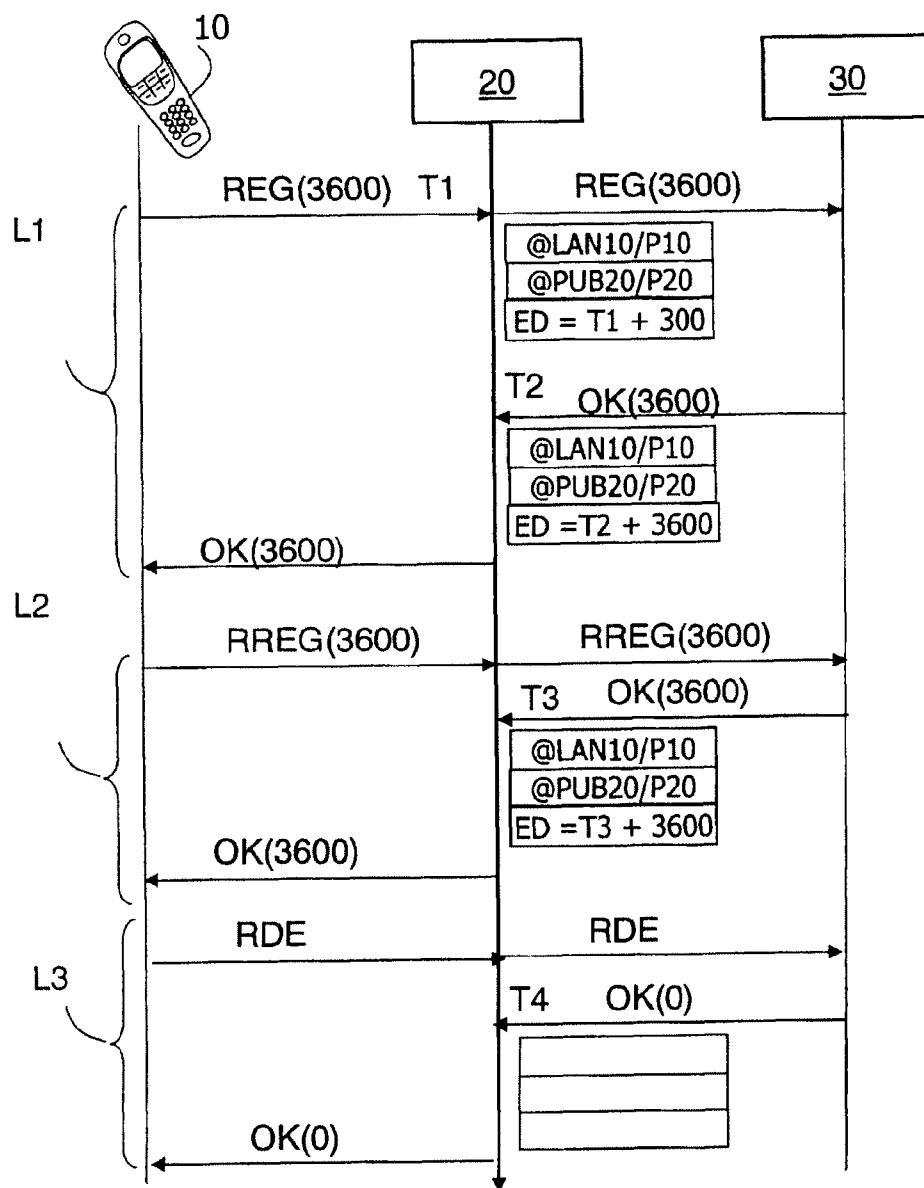 10
20
30
REG(3600) T1 REG(3600)
L1
@LAN10/P10
@PUB20/P20
ED = T1 + 300
T2 OK(3600)
@LAN10/P10
@PUB20/P20
ED =T2 + 3600
OK(3600)
L2
RREG(3600) RREG(3600)
T3 OK(3600)
@LAN10/P10
@PUB20/P20
ED =T3 + 3600
OK(3600)
RDE RDE
L3
T4 OK(0)
OK(0)